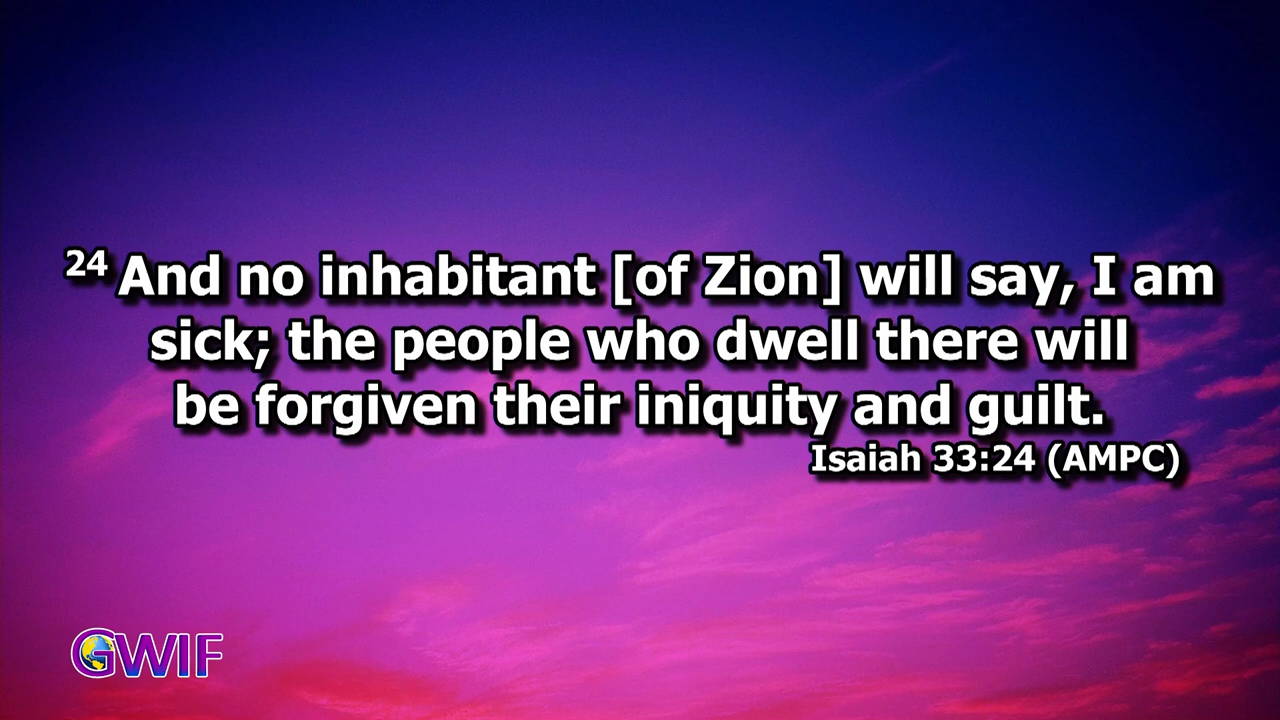 24 And no inhabitant [of Zion] will say, I am
sick; the people who dwell there will
be forgiven their iniquity and guilt.
Isaiah 33:24 (AMPC)
GWIF